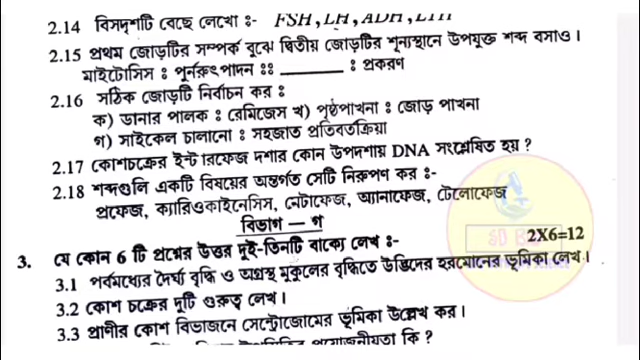 2.14 বিসদৃশটি বেছে লেখো :- FSH, LH, ADH, LTH
2.15 প্রথম জোড়টির সম্পর্ক বুঝে দ্বিতীয় জোড়টির শূন্যস্থানে উপযুক্ত শব্দ বসাও।
মাইটোসিস : পুর্নরুৎপাদন :: ________ : প্রকরণ
2.16 সঠিক জোড়টি নির্বাচন কর :
ক) ডানার পালক : রেমিজেস খ) পৃষ্ঠপাখনা : জোড় পাখনা
গ) সাইকেল চালানো : সহজাত প্রতিবর্তক্রিয়া
2.17 কোশচক্রের ইন্টারফেজ দশার কোন উপদশায় DNA সংশ্লেষিত হয় ?
2.18 শব্দগুলি একটি বিষয়ের অন্তর্গত সেটি নিরুপণ কর :-
প্রফেজ, ক্যারিওকাইনেসিস, নেটাফেজ, অ্যানাফেজ, টেলোফেজ
বিভাগ — গ
3. যে কোন 6 টি প্রশ্নের উত্তর দুই-তিনটি বাক্যে লেখ :- 2X6=12
3.1 পর্বমধ্যের দৈর্ঘ্য বৃদ্ধি ও অগ্রস্থ মুকুলের বৃদ্ধিতে উদ্ভিদের হরমোনের ভূমিকা লেখ।
3.2 কোশ চক্রের দুটি গুরুত্ব লেখ।
3.3 প্রাণীর কোশ বিভাজনে সেন্ট্রোজোমের ভূমিকা উল্লেখ কর।
প্রয়োজনীয়তা কি ?